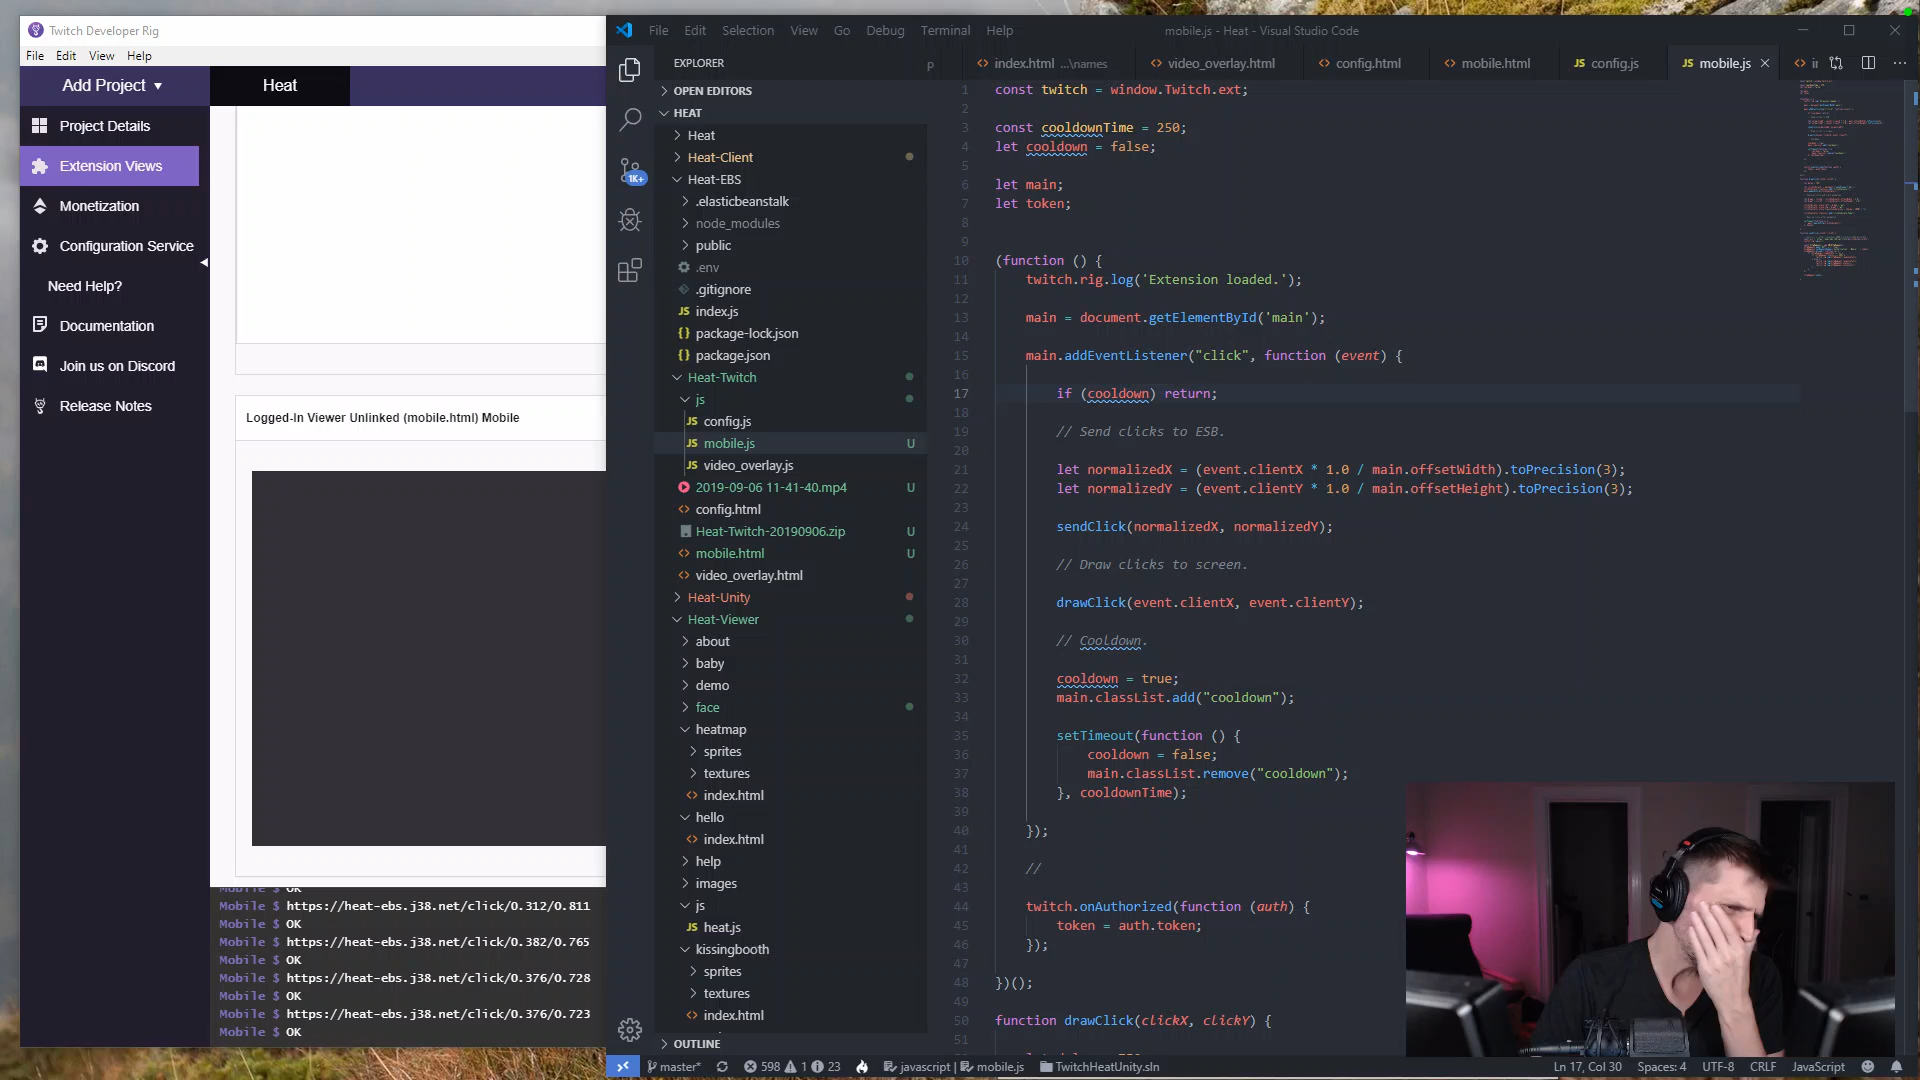 Twitch Developer Rig
File Edit View Help
Add Project
Heat
Project Details
Extension Views
Monetization
Configuration Service
Need Help?
Documentation
Join us on Discord
Release Notes
Logged-In Viewer Unlinked (mobile.html) Mobile
Mobile $ OK
Mobile $ https://heat-ebs.j38.net/click/0.312/0.811
Mobile $ OK
Mobile $ https://heat-ebs.j38.net/click/0.382/0.765
Mobile $ OK
Mobile $ https://heat-ebs.j38.net/click/0.376/0.728
Mobile $ OK
Mobile $ https://heat-ebs.j38.net/click/0.376/0.723
Mobile $ OK
File Edit Selection View Go Debug Terminal Help
mobile.js - Heat - Visual Studio Code
1K+
EXPLORER
OPEN EDITORS
HEAT
Heat
Heat-Client
Heat-EBS
.elasticbeanstalk
node_modules
public
.env
.gitignore
JS index.js
{} package-lock.json
{} package.json
Heat-Twitch
js
JS config.js
JS mobile.js U
JS video_overlay.js
2019-09-06 11-41-40.mp4 U
<> config.html
Heat-Twitch-20190906.zip U
<> mobile.html U
<> video_overlay.html
Heat-Unity
Heat-Viewer
about
baby
demo
face
heatmap
sprites
textures
<> index.html
hello
<> index.html
help
images
js
JS heat.js
kissingbooth
sprites
textures
<> index.html
OUTLINE
p <> index.html ...\names <> video_overlay.html <> config.html <> mobile.html JS config.js JS mobile.js <> ...
1 const twitch = window.Twitch.ext;
2
3 const cooldownTime = 250;
4 let cooldown = false;
5
6 let main;
7 let token;
8
9
10 (function () {
11 twitch.rig.log('Extension loaded.');
12
13 main = document.getElementById('main');
14
15 main.addEventListener("click", function (event) {
16
17 if (cooldown) return;
18
19 // Send clicks to ESB.
20
21 let normalizedX = (event.clientX * 1.0 / main.offsetWidth).toPrecision(3);
22 let normalizedY = (event.clientY * 1.0 / main.offsetHeight).toPrecision(3);
23
24 sendClick(normalizedX, normalizedY);
25
26 // Draw clicks to screen.
27
28 drawClick(event.clientX, event.clientY);
29
30 // Cooldown.
31
32 cooldown = true;
33 main.classList.add("cooldown");
34
35 setTimeout(function () {
36 cooldown = false;
37 main.classList.remove("cooldown");
38 }, cooldownTime);
39
40 });
41
42 //
43
44 twitch.onAuthorized(function (auth) {
45 token = auth.token;
46 });
47
48 })();
49
50 function drawClick(clickX, clickY) {
51
master* 598 1 23 javascript | mobile.js TwitchHeatUnity.sln Ln 17, Col 30 Spaces: 4 UTF-8 CRLF JavaScript